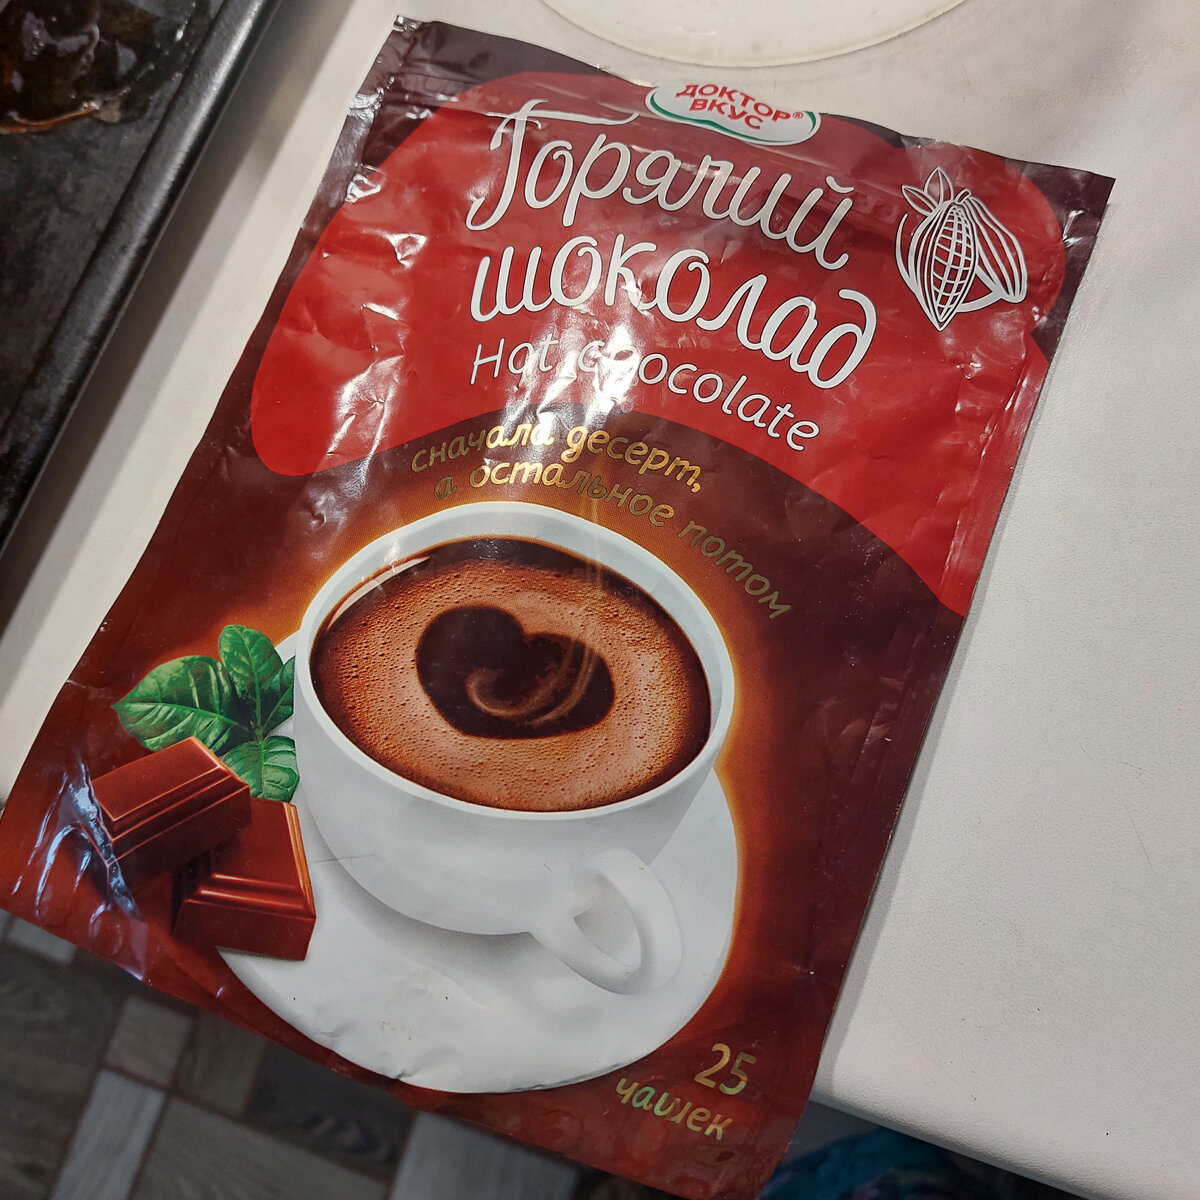 ДОКТОР®
ВКУС
Горячий
шоколад
Hot chocolate
сначала десерт,
а остальное потом
25
чашек